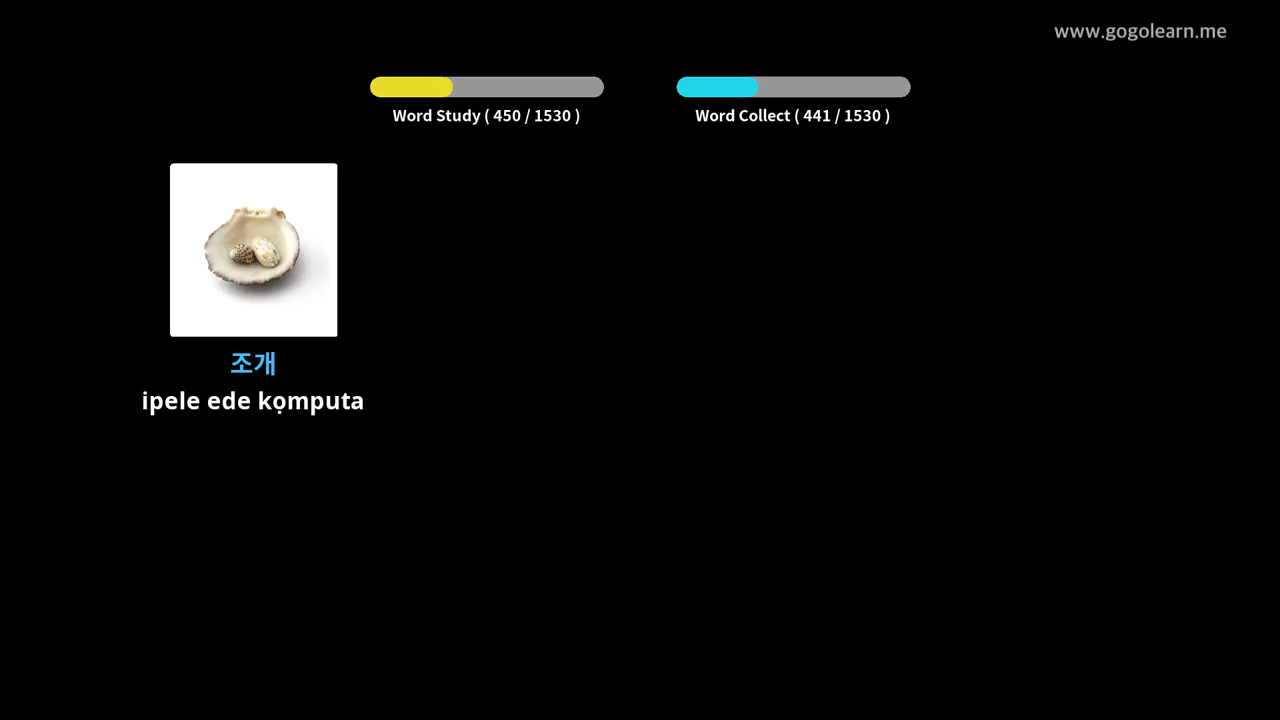 www.gogolearn.me
Word Study ( 450 / 1530 )
Word Collect ( 441 / 1530 )
조개
ipele ede kọmputa